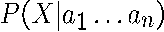 P(X|a₁ … aₙ)